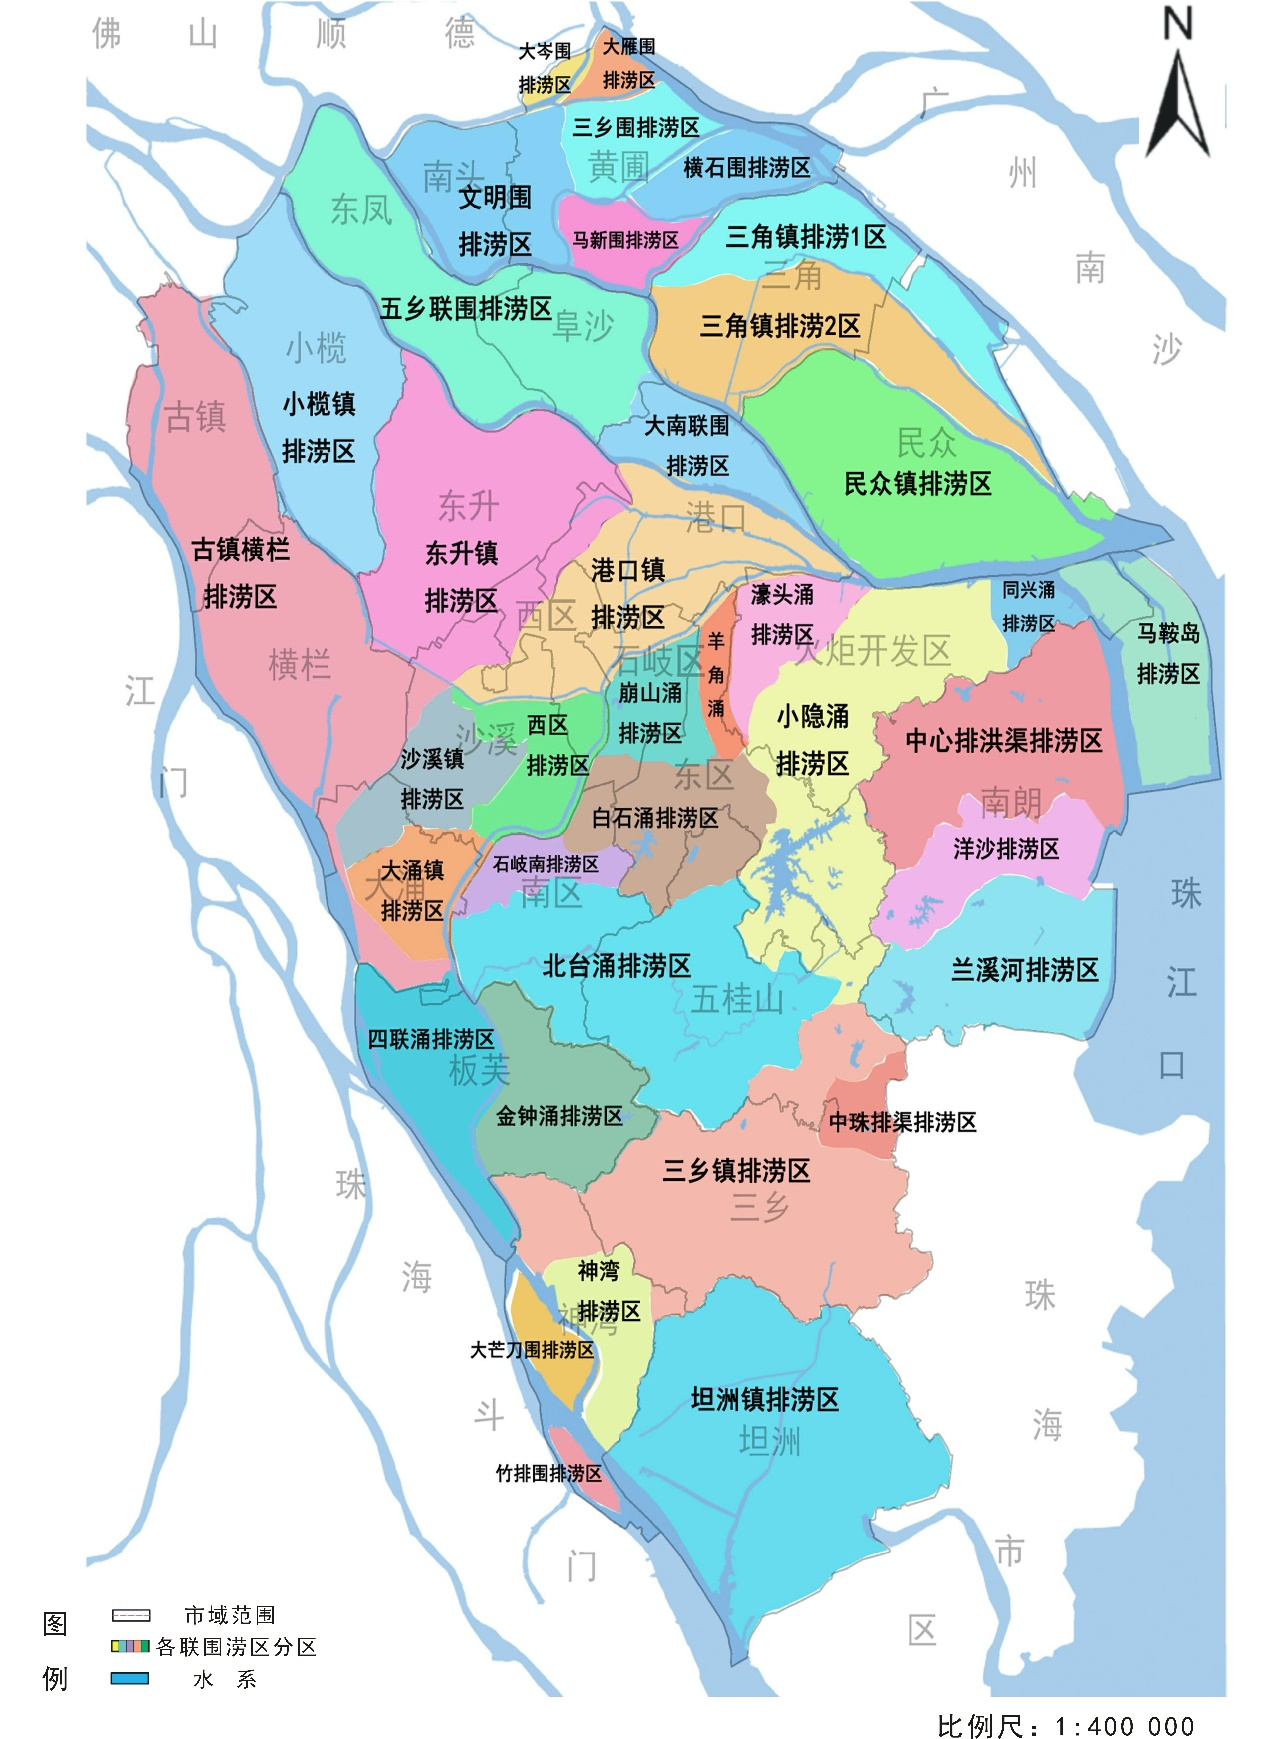 N
佛 山 顺 德
大岑围
排涝区
大雁围
排涝区
广
州
南
沙
三乡围排涝区
黄圃
横石围排涝区
南头
文明围
排涝区
东凤
马新围排涝区
三角镇排涝1区
三角
三角镇排涝2区
五乡联围排涝区
阜沙
小榄
小榄镇
排涝区
古镇
大南联围
排涝区
民众
民众镇排涝区
东升
东升镇
排涝区
港口
港口镇
排涝区
古镇横栏
排涝区
横栏
西区
石岐区
濠头涌
排涝区
火炬开发区
同兴涌
排涝区
马鞍岛
排涝区
羊
角
涌
崩山涌
排涝区
小隐涌
排涝区
中心排洪渠排涝区
南朗
江
门
沙溪
西区
排涝区
沙溪镇
排涝区
东区
白石涌排涝区
洋沙排涝区
大涌镇
大涌
排涝区
石岐南排涝区
南区
珠
江
口
北台涌排涝区
五桂山
兰溪河排涝区
四联涌排涝区
板芙
金钟涌排涝区
中珠排渠排涝区
三乡镇排涝区
三乡
珠
海
斗
门
神湾
排涝区
神湾
大芒刀围排涝区
竹排围排涝区
坦洲镇排涝区
坦洲
珠
海
市
区
图
例
市域范围
各联围涝区分区
水 系
比例尺：1:400 000